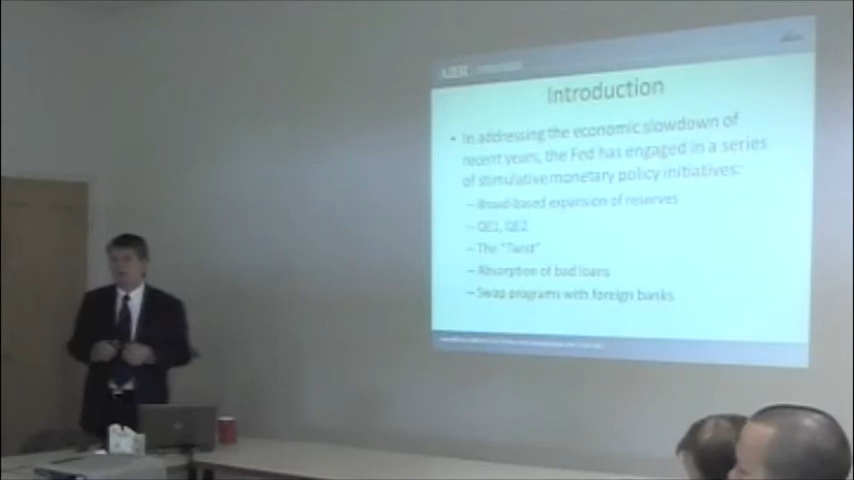 AIER
Introduction
• In addressing the economic slowdown of
recent years, the Fed has engaged in a series
of stimulative monetary policy initiatives:
– Broad-based expansion of reserves
– QE1, QE2
– The "Twist"
– Absorption of bad loans
– Swap programs with foreign banks